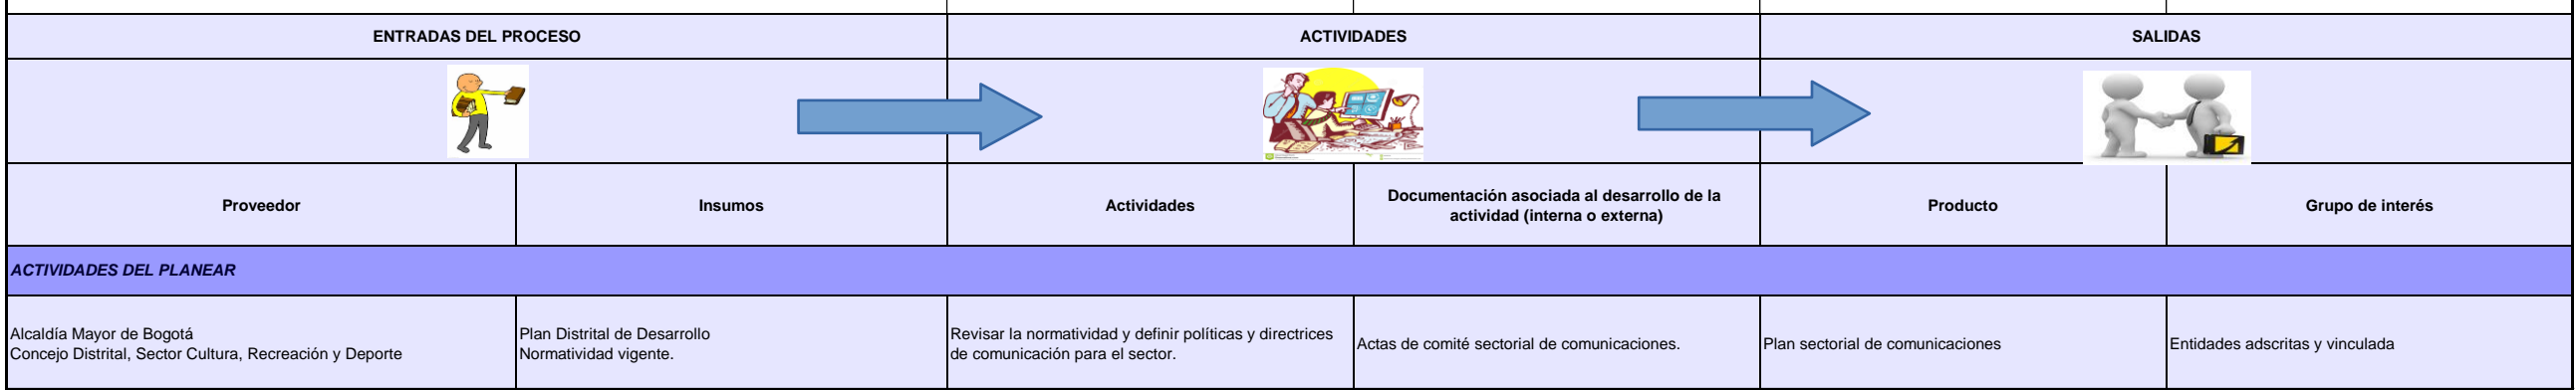 ENTRADAS DEL PROCESO
ACTIVIDADES
SALIDAS
Proveedor
Insumos
Actividades
Documentación asociada al desarrollo de la
actividad (interna o externa)
Producto
Grupo de interés
ACTIVIDADES DEL PLANEAR
Alcaldía Mayor de Bogotá
Concejo Distrital, Sector Cultura, Recreación y Deporte
Plan Distrital de Desarrollo
Normatividad vigente.
Revisar la normatividad y definir políticas y directrices
de comunicación para el sector.
Actas de comité sectorial de comunicaciones.
Plan sectorial de comunicaciones
Entidades adscritas y vinculada